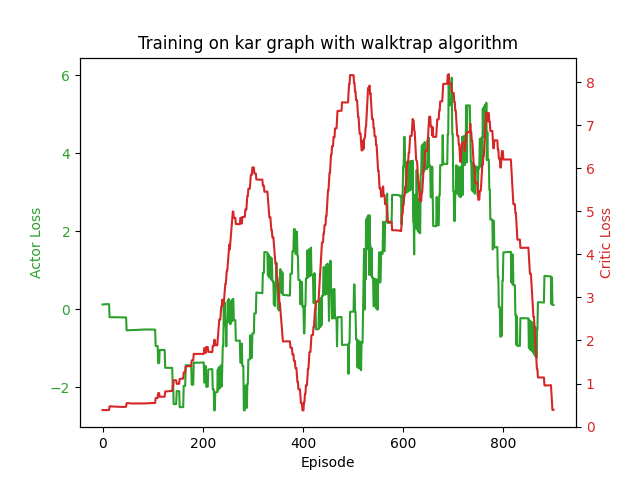 Training on kar graph with walktrap algorithm
6
4
2
0
−2
Actor Loss
8
7
6
5
4
3
2
1
0
Critic Loss
0 200 400 600 800
Episode